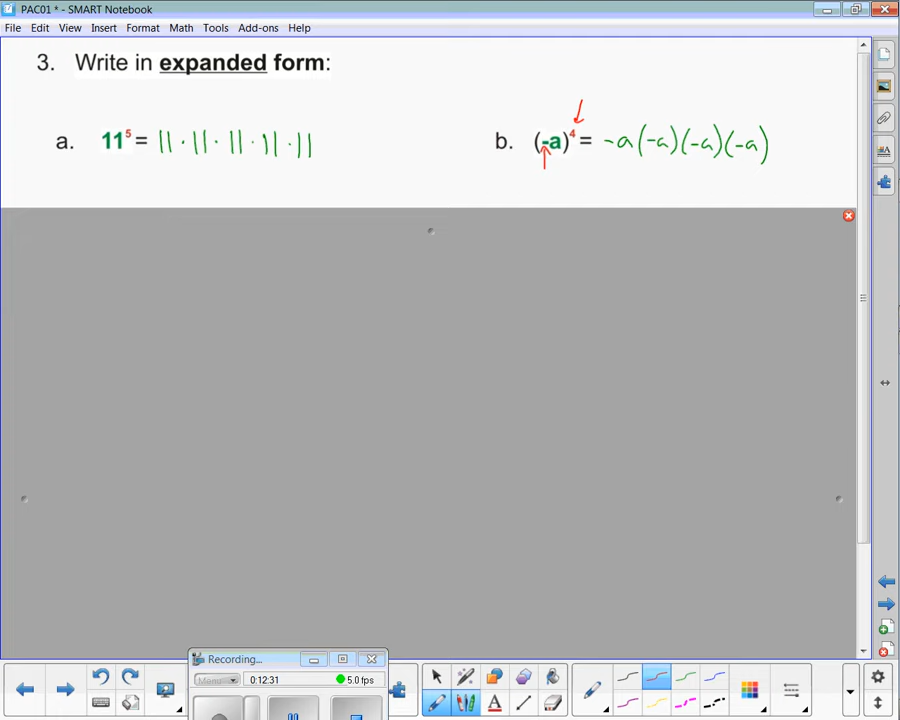 PAC01 * - SMART Notebook
File Edit View Insert Format Math Tools Add-ons Help
3. Write in expanded form:
a. 11⁵ = 11 · 11 · 11 · 11 · 11
b. (-a)⁴ = -a(-a)(-a)(-a)
Recording...
Menu 0:12:31 5.0 fps
A